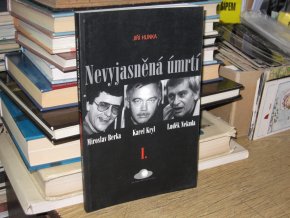 JIŘÍ HLINKA
Nevyjasněná úmrtí
Miroslav Berka
Karel Kryl
Luděk Nekuda
I.